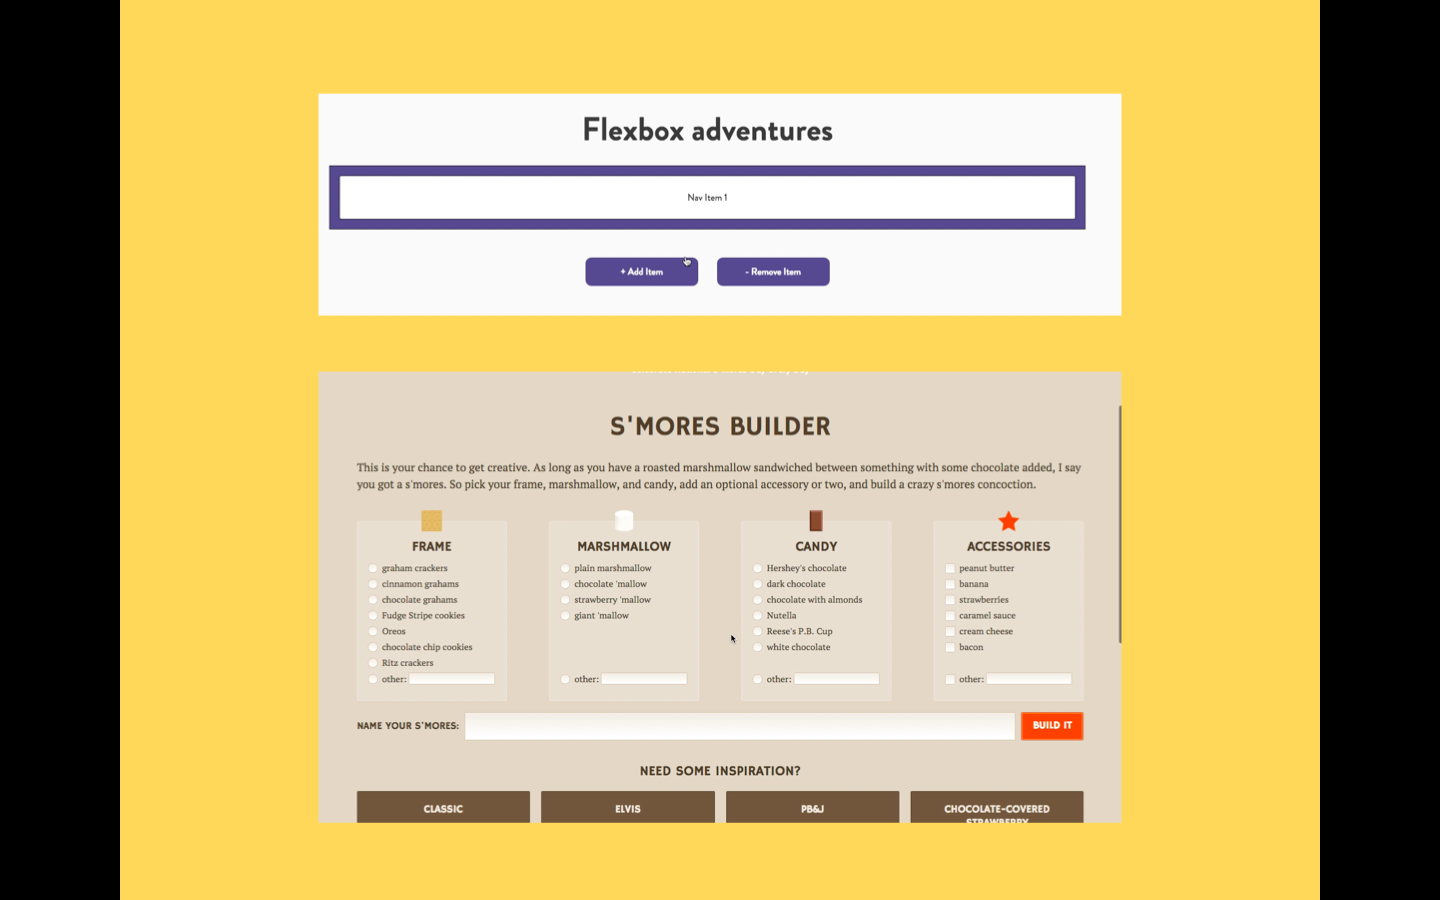 Flexbox adventures
Nav Item 1
+ Add Item
- Remove Item
S'MORES BUILDER
This is your chance to get creative. As long as you have a roasted marshmallow sandwiched between something with some chocolate added, I say
you got a s'mores. So pick your frame, marshmallow, and candy, add an optional accessory or two, and build a crazy s'mores concoction.
FRAME
graham crackers
cinnamon grahams
chocolate grahams
Fudge Stripe cookies
Oreos
chocolate chip cookies
Ritz crackers
other:
MARSHMALLOW
plain marshmallow
chocolate 'mallow
strawberry 'mallow
giant 'mallow
other:
CANDY
Hershey's chocolate
dark chocolate
chocolate with almonds
Nutella
Reese's P.B. Cup
white chocolate
other:
ACCESSORIES
peanut butter
banana
strawberries
caramel sauce
cream cheese
bacon
other:
NAME YOUR S'MORES:
BUILD IT
NEED SOME INSPIRATION?
CLASSIC
ELVIS
PB&J
CHOCOLATE-COVERED
STRAWBERRY